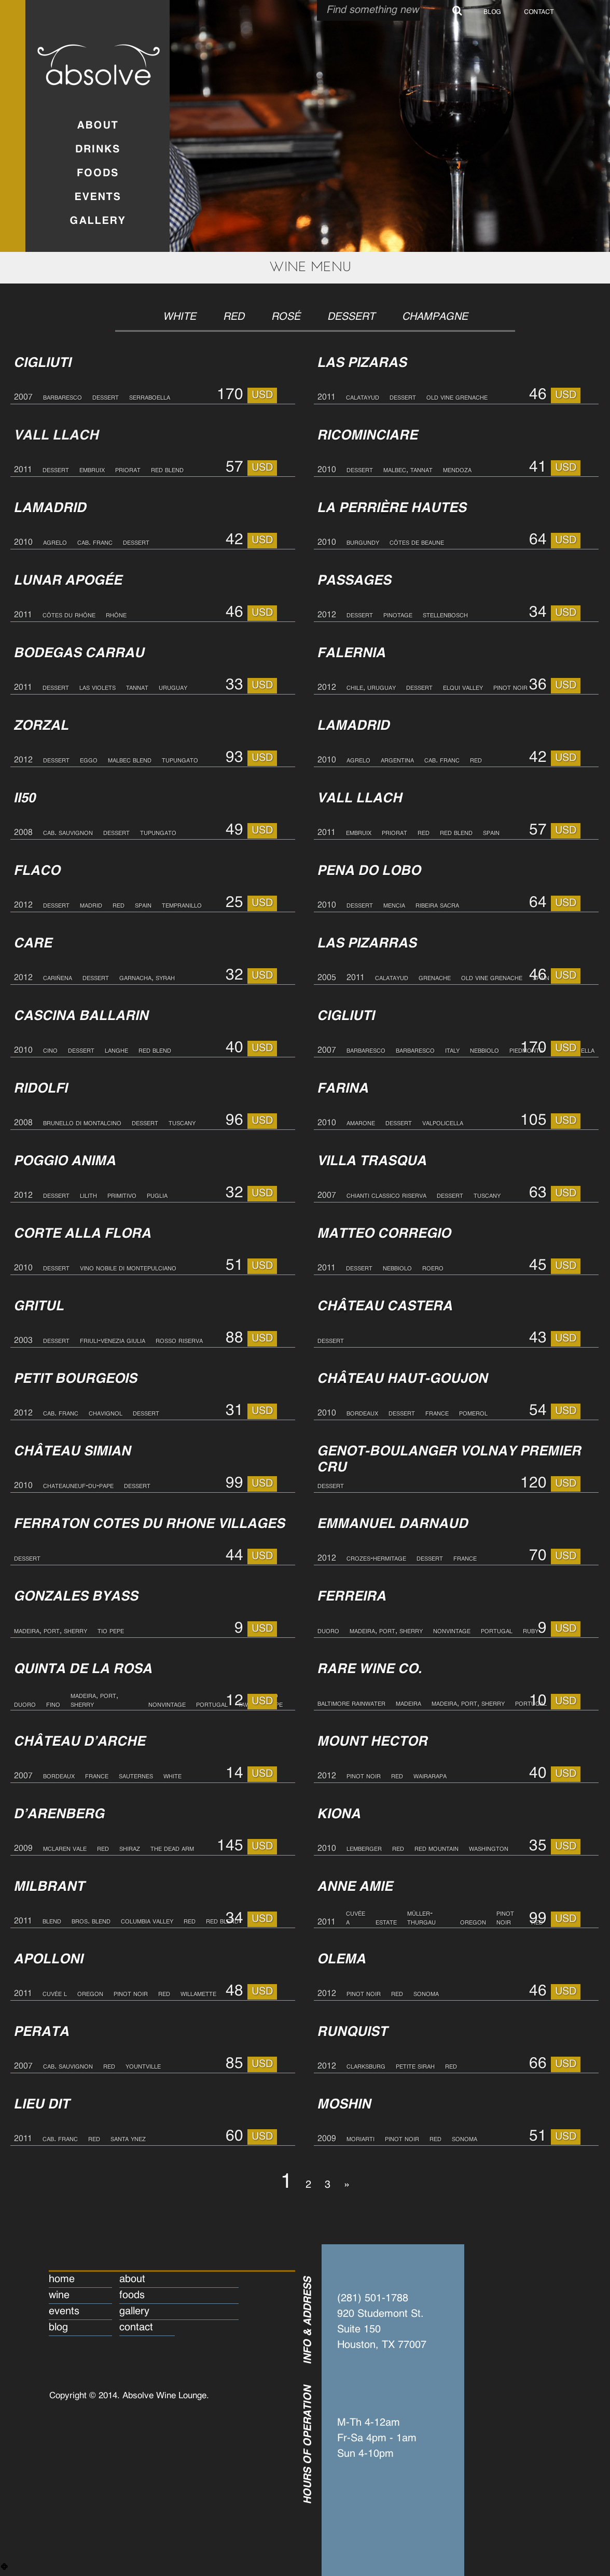 Find something new
BLOG CONTACT
absolve
ABOUT
DRINKS
FOODS
EVENTS
GALLERY
WINE MENU
WHITE RED ROSÉ DESSERT CHAMPAGNE
CIGLIUTI
2007 BARBARESCO DESSERT SERRABOELLA 170 USD
LAS PIZARAS
2011 CALATAYUD DESSERT OLD VINE GRENACHE 46 USD
VALL LLACH
2011 DESSERT EMBRUIX PRIORAT RED BLEND 57 USD
RICOMINCIARE
2010 DESSERT MALBEC, TANNAT MENDOZA 41 USD
LAMADRID
2010 AGRELO CAB. FRANC DESSERT 42 USD
LA PERRIÈRE HAUTES
2010 BURGUNDY CÔTES DE BEAUNE 64 USD
LUNAR APOGÉE
2011 CÔTES DU RHÔNE RHÔNE 46 USD
PASSAGES
2012 DESSERT PINOTAGE STELLENBOSCH 34 USD
BODEGAS CARRAU
2011 DESSERT LAS VIOLETS TANNAT URUGUAY 33 USD
FALERNIA
2012 CHILE, URUGUAY DESSERT ELQUI VALLEY PINOT NOIR 36 USD
ZORZAL
2012 DESSERT EGGO MALBEC BLEND TUPUNGATO 93 USD
LAMADRID
2010 AGRELO ARGENTINA CAB. FRANC RED 42 USD
II50
2008 CAB. SAUVIGNON DESSERT TUPUNGATO 49 USD
VALL LLACH
2011 EMBRUIX PRIORAT RED RED BLEND SPAIN 57 USD
FLACO
2012 DESSERT MADRID RED SPAIN TEMPRANILLO 25 USD
PENA DO LOBO
2010 DESSERT MENCIA RIBEIRA SACRA 64 USD
CARE
2012 CARIÑENA DESSERT GARNACHA, SYRAH 32 USD
LAS PIZARRAS
2005 2011 CALATAYUD GRENACHE OLD VINE GRENACHE 46 USD
CASCINA BALLARIN
2010 CINO DESSERT LANGHE RED BLEND 40 USD
CIGLIUTI
2007 BARBARESCO BARBARESCO ITALY NEBBIOLO 170 USD
RIDOLFI
2008 BRUNELLO DI MONTALCINO DESSERT TUSCANY 96 USD
FARINA
2010 AMARONE DESSERT VALPOLICELLA 105 USD
POGGIO ANIMA
2012 DESSERT LILITH PRIMITIVO PUGLIA 32 USD
VILLA TRASQUA
2007 CHIANTI CLASSICO RISERVA DESSERT TUSCANY 63 USD
CORTE ALLA FLORA
2010 DESSERT VINO NOBILE DI MONTEPULCIANO 51 USD
MATTEO CORREGIO
2011 DESSERT NEBBIOLO ROERO 45 USD
GRITUL
2003 DESSERT FRIULI-VENEZIA GIULIA ROSSO RISERVA 88 USD
CHÂTEAU CASTERA
DESSERT 43 USD
PETIT BOURGEOIS
2012 CAB. FRANC CHAVIGNOL DESSERT 31 USD
CHÂTEAU HAUT-GOUJON
2010 BORDEAUX DESSERT FRANCE POMEROL 54 USD
CHÂTEAU SIMIAN
2010 CHATEAUNEUF-DU-PAPE DESSERT 99 USD
GENOT-BOULANGER VOLNAY PREMIER
CRU
DESSERT 120 USD
FERRATON COTES DU RHONE VILLAGES
DESSERT 44 USD
EMMANUEL DARNAUD
2012 CROZES-HERMITAGE DESSERT FRANCE 70 USD
GONZALES BYASS
MADEIRA, PORT, SHERRY TIO PEPE 9 USD
FERREIRA
DUORO MADEIRA, PORT, SHERRY NONVINTAGE PORTUGAL RUBY 9 USD
QUINTA DE LA ROSA
MADEIRA, PORT,
DUORO FINO SHERRY NONVINTAGE PORTUGAL 12 USD
RARE WINE CO.
BALTIMORE RAINWATER MADEIRA MADEIRA, PORT, SHERRY 10 USD
CHÂTEAU D’ARCHE
2007 BORDEAUX FRANCE SAUTERNES WHITE 14 USD
MOUNT HECTOR
2012 PINOT NOIR RED WAIRARAPA 40 USD
D’ARENBERG
2009 MCLAREN VALE RED SHIRAZ THE DEAD ARM 145 USD
KIONA
2010 LEMBERGER RED RED MOUNTAIN WASHINGTON 35 USD
MILBRANT
2011 BLEND BROS. BLEND COLUMBIA VALLEY RED RED BLEND 34 USD
ANNE AMIE
CUVÉE MÜLLER- PINOT
2011 A ESTATE THURGAU OREGON NOIR 99 USD
APOLLONI
2011 CUVÉE L OREGON PINOT NOIR RED WILLAMETTE 48 USD
OLEMA
2012 PINOT NOIR RED SONOMA 46 USD
PERATA
2007 CAB. SAUVIGNON RED YOUNTVILLE 85 USD
RUNQUIST
2012 CLARKSBURG PETITE SIRAH RED 66 USD
LIEU DIT
2011 CAB. FRANC RED SANTA YNEZ 60 USD
MOSHIN
2009 MORIARTI PINOT NOIR RED SONOMA 51 USD
1 2 3 »
home about
wine foods
events gallery
blog contact
Copyright © 2014. Absolve Wine Lounge.
INFO & ADDRESS
(281) 501-1788
920 Studemont St.
Suite 150
Houston, TX 77007
HOURS OF OPERATION
M-Th 4-12am
Fr-Sa 4pm - 1am
Sun 4-10pm